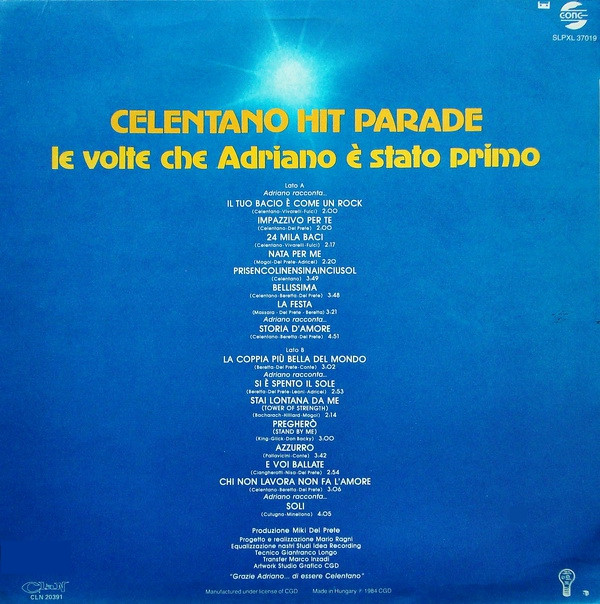 GONG
SLPXL 37019
CELENTANO HIT PARADE
le volte che Adriano è stato primo
Lato A
Adriano racconta...
IL TUO BACIO È COME UN ROCK
(Celentano-Vivarelli-Fulci) 2.00
IMPAZZIVO PER TE
(Celentano-Del Prete) 2.00
24 MILA BACI
(Celentano-Vivarelli-Fulci) 2.17
NATA PER ME
(Mogol-Del Prete-Adricel) 2.20
PRISENCOLINENSINAINCIUSOL
(Celentano) 3.49
BELLISSIMA
(Celentano-Beretta-Del Prete) 3.48
LA FESTA
(Massara - Del Prete - Beretta) 3.21
Adriano racconta...
STORIA D'AMORE
(Celentano-Beretta-Del Prete) 4.51
Lato B
LA COPPIA PIÙ BELLA DEL MONDO
(Beretta-Del Prete-Conte) 3.02
Adriano racconta...
SI È SPENTO IL SOLE
(Beretta-Del Prete-Leoni-Adricel) 2.53
STAI LONTANA DA ME
(TOWER OF STRENGTH)
(Bacharach-Hilliard-Mogol) 2.14
PREGHERÒ
(STAND BY ME)
(King-Glick-Don Backy) 3.00
AZZURRO
(Pallavicini-Conte) 3.42
E VOI BALLATE
(Ciangherotti-Nisa-Del Prete) 2.54
CHI NON LAVORA NON FA L'AMORE
(Celentano-Beretta-Del Prete) 3.06
Adriano racconta...
SOLI
(Cutugno-Minellono) 4.05
Produzione Miki Del Prete
Progetto e realizzazione Mario Ragni
Equalizzazione nastri Studi Idea Recording
Tecnico Gianfranco Longo
Transfer Marco Inzadi
Artwork Studio Grafico CGD
"Grazie Adriano... di essere Celentano"
CLAN
CLN 20391
Manufactured under license of CGD Made in Hungary P 1984 CGD